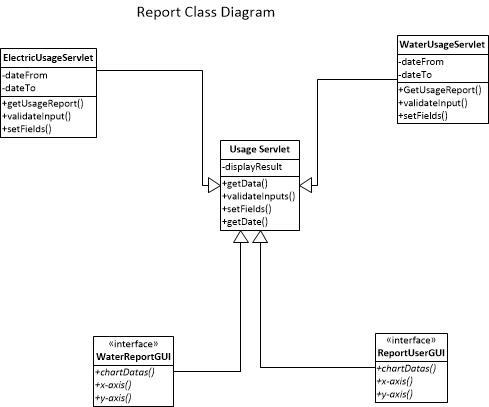 Report Class Diagram
ElectricUsageServlet
-dateFrom
-dateTo
+getUsageReport()
+validateInput()
+setFields()
WaterUsageServlet
-dateFrom
-dateTo
+GetUsageReport()
+validateInput()
+setFields()
Usage Servlet
-displayResult
+getData()
+validateInputs()
+setFields()
+getDate()
«interface»
WaterReportGUI
+chartDatas()
+x-axis()
+y-axis()
«interface»
ReportUserGUI
+chartDatas()
+x-axis()
+y-axis()